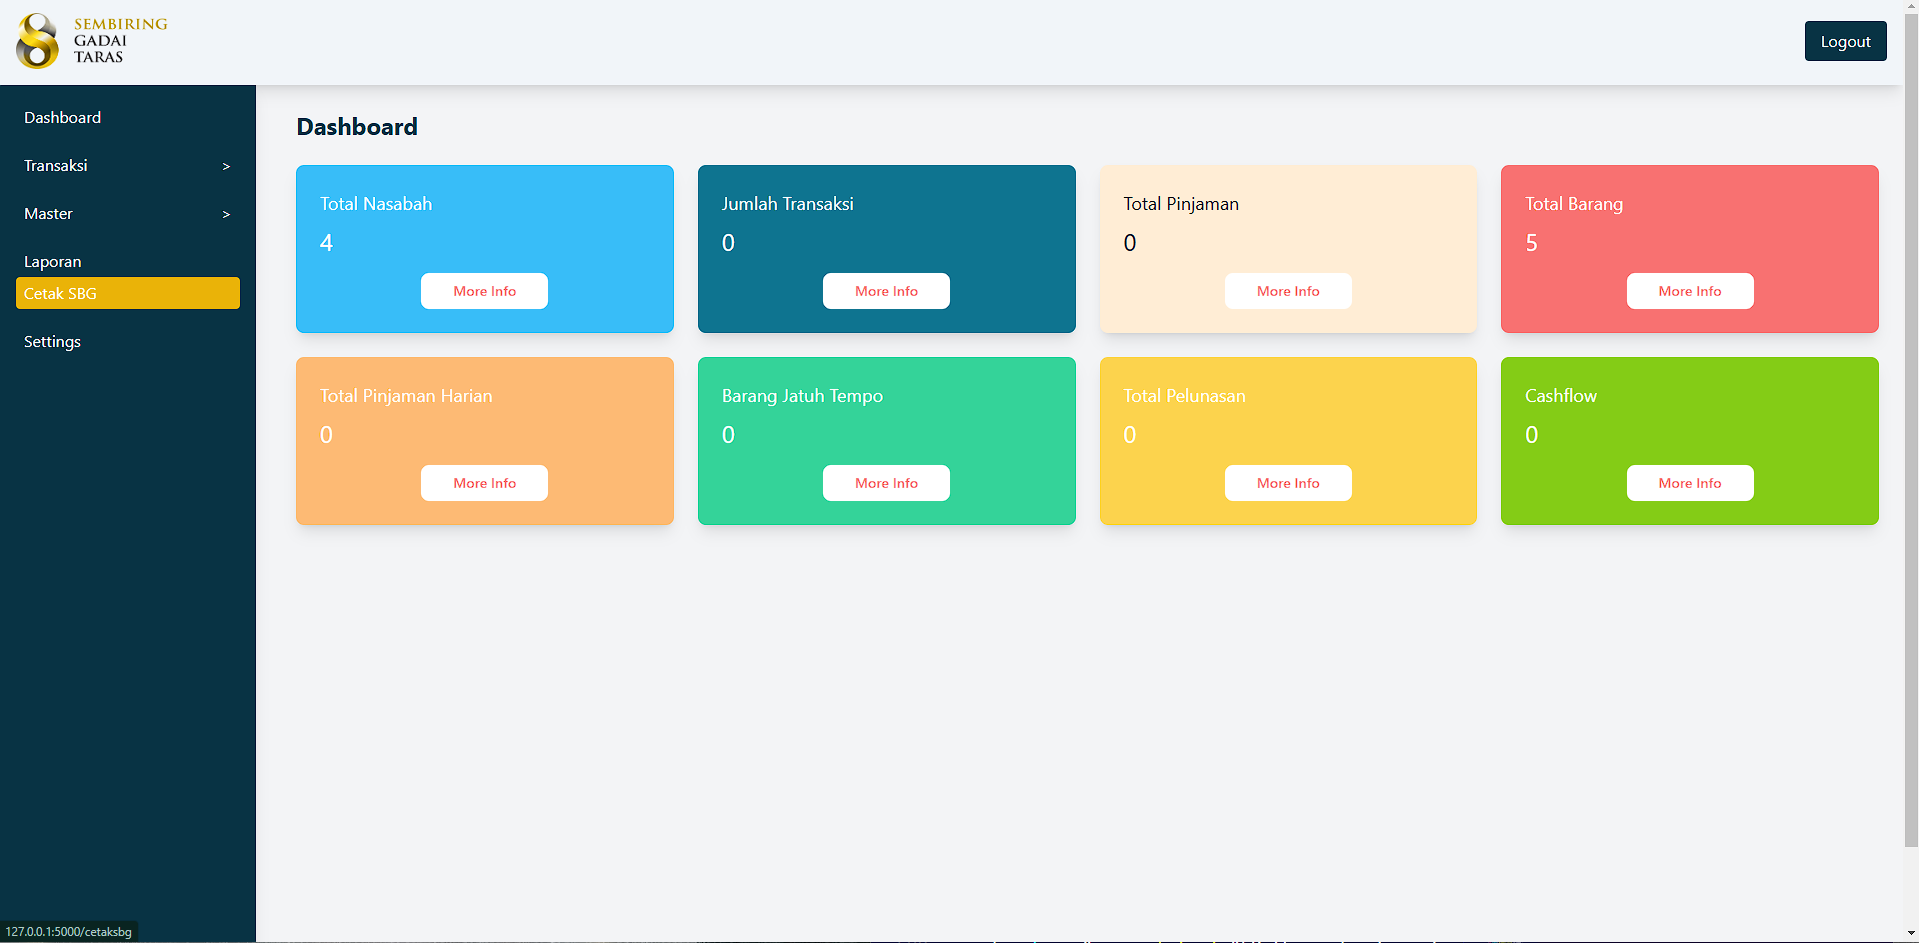 SEMBIRING
GADAI
TARAS
Logout
Dashboard
Transaksi >
Master >
Laporan
Cetak SBG
Settings
Dashboard
Total Nasabah
4
More Info
Jumlah Transaksi
0
More Info
Total Pinjaman
0
More Info
Total Barang
5
More Info
Total Pinjaman Harian
0
More Info
Barang Jatuh Tempo
0
More Info
Total Pelunasan
0
More Info
Cashflow
0
More Info
127.0.0.1:5000/cetaksbg